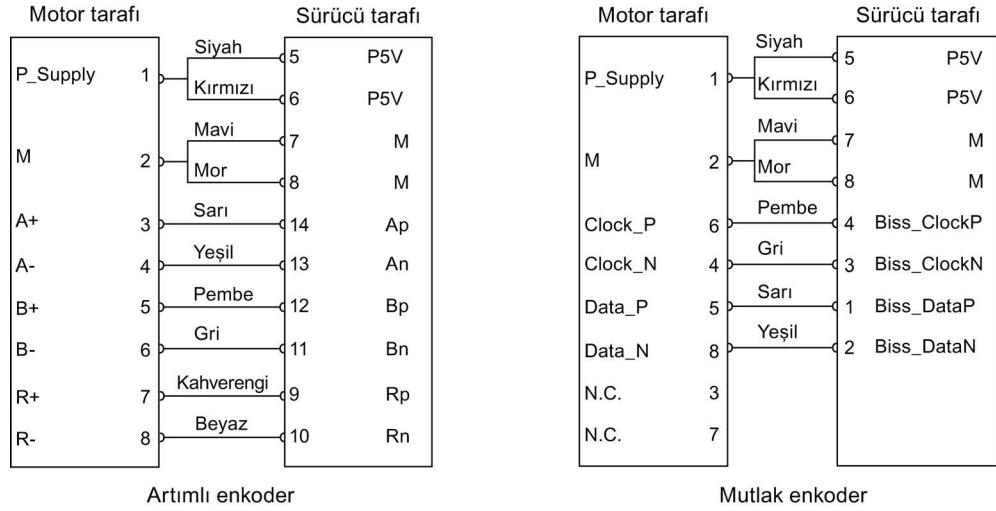 Motor tarafı Sürücü tarafı
Siyah
P_Supply 1 5 P5V
Kırmızı
6 P5V
Mavi
7 M
M 2
Mor
8 M
Sarı
A+ 3 14 Ap
Yeşil
A- 4 13 An
Pembe
B+ 5 12 Bp
Gri
B- 6 11 Bn
Kahverengi
R+ 7 9 Rp
Beyaz
R- 8 10 Rn
Artımlı enkoder
Motor tarafı Sürücü tarafı
Siyah
5 P5V
P_Supply 1
Kırmızı
6 P5V
Mavi
7 M
M 2
Mor
8 M
Pembe
Clock_P 6 4 Biss_ClockP
Gri
Clock_N 4 3 Biss_ClockN
Sarı
Data_P 5 1 Biss_DataP
Yeşil
Data_N 8 2 Biss_DataN
N.C. 3
N.C. 7
Mutlak enkoder